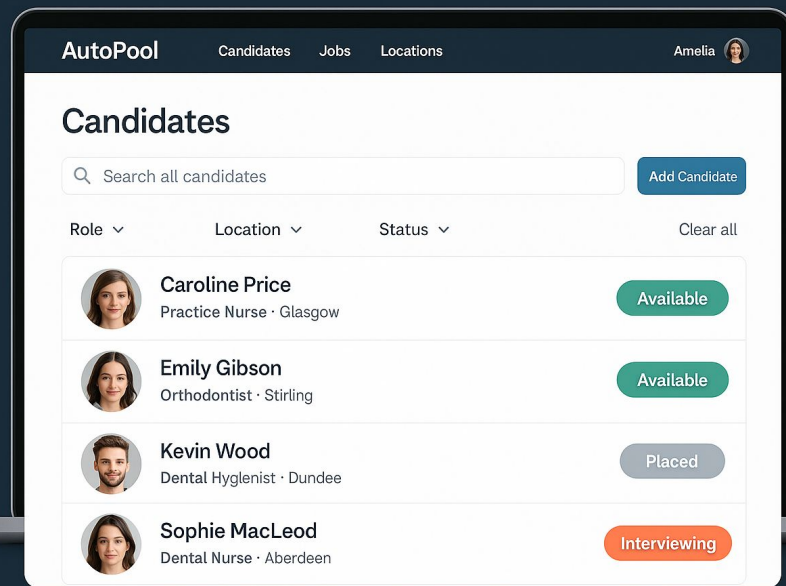 AutoPool Candidates Jobs Locations Amelia
Candidates
Search all candidates Add Candidate
Role Location Status Clear all
Caroline Price
Practice Nurse · Glasgow
Available
Emily Gibson
Orthodontist · Stirling
Available
Kevin Wood
Dental Hyglenist · Dundee
Placed
Sophie MacLeod
Dental Nurse · Aberdeen
Interviewing